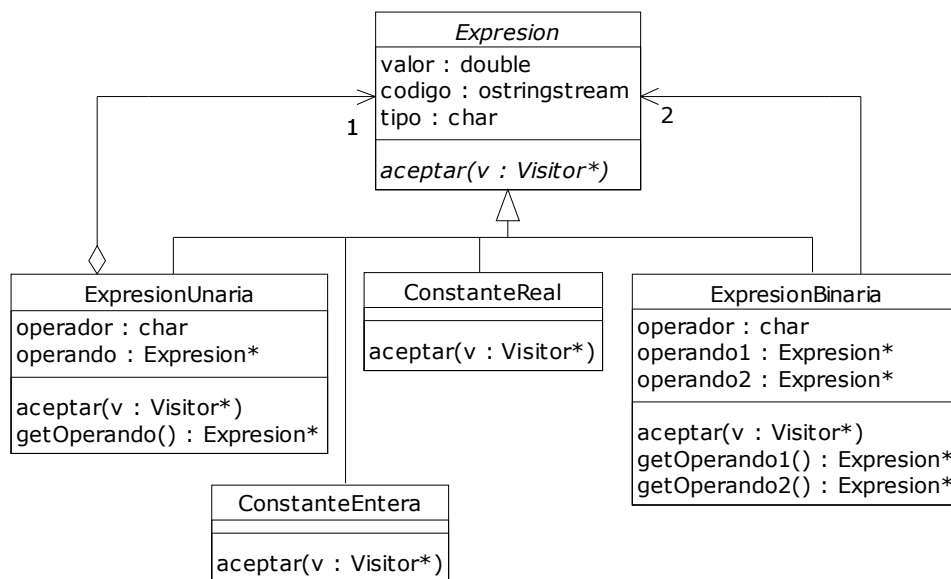 Expresion
valor : double
codigo : ostringstream
tipo : char
aceptar(v : Visitor*)
1
2
ExpresionUnaria
operador : char
operando : Expresion*
aceptar(v : Visitor*)
getOperando() : Expresion*
ConstanteReal
aceptar(v : Visitor*)
ExpresionBinaria
operador : char
operando1 : Expresion*
operando2 : Expresion*
aceptar(v : Visitor*)
getOperando1() : Expresion*
getOperando2() : Expresion*
ConstanteEntera
aceptar(v : Visitor*)